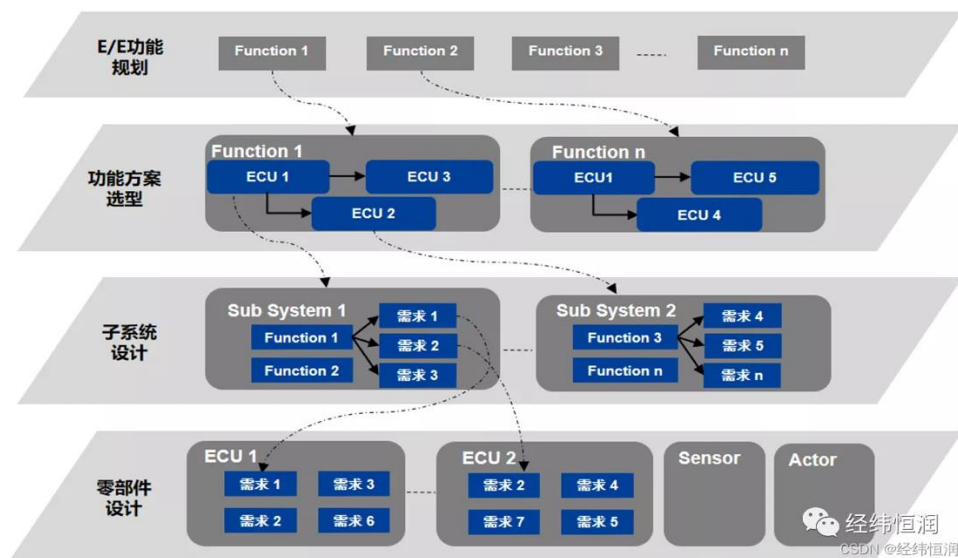 E/E功能
规划
Function 1
Function 2
Function 3
Function n
功能方案
选型
Function 1
ECU 1
ECU 3
ECU 2
Function n
ECU1
ECU 5
ECU 4
子系统
设计
Sub System 1
Function 1
Function 2
需求 1
需求 2
需求 3
Sub System 2
Function 3
Function n
需求 4
需求 5
需求 n
零部件
设计
ECU 1
需求 1
需求 3
需求 2
需求 6
ECU 2
需求 2
需求 4
需求 7
需求 5
Sensor
Actor
经纬恒润
CSDN @经纬恒润